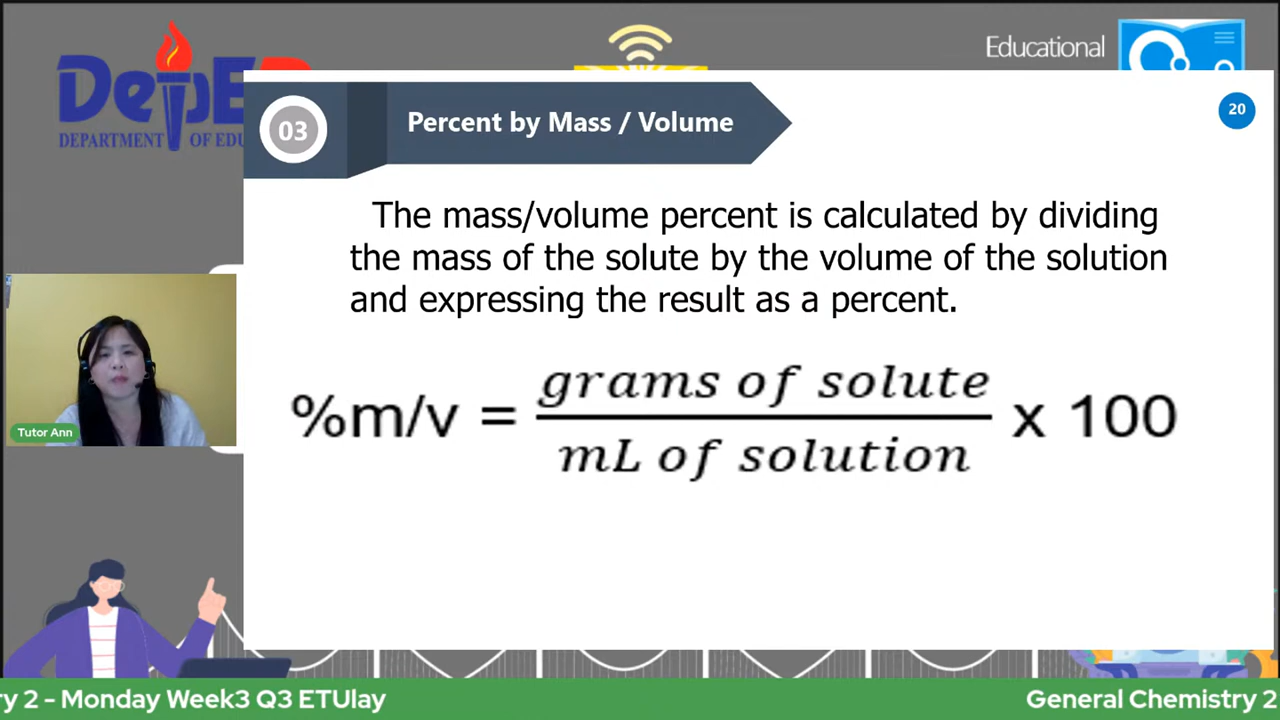 DepED
DEPARTMENT OF EDU
Educational
03
Percent by Mass / Volume
20
The mass/volume percent is calculated by dividing
the mass of the solute by the volume of the solution
and expressing the result as a percent.
%m/v = grams of solute
mL of solution
x 100
Tutor Ann
ry 2 - Monday Week3 Q3 ETUlay
General Chemistry 2